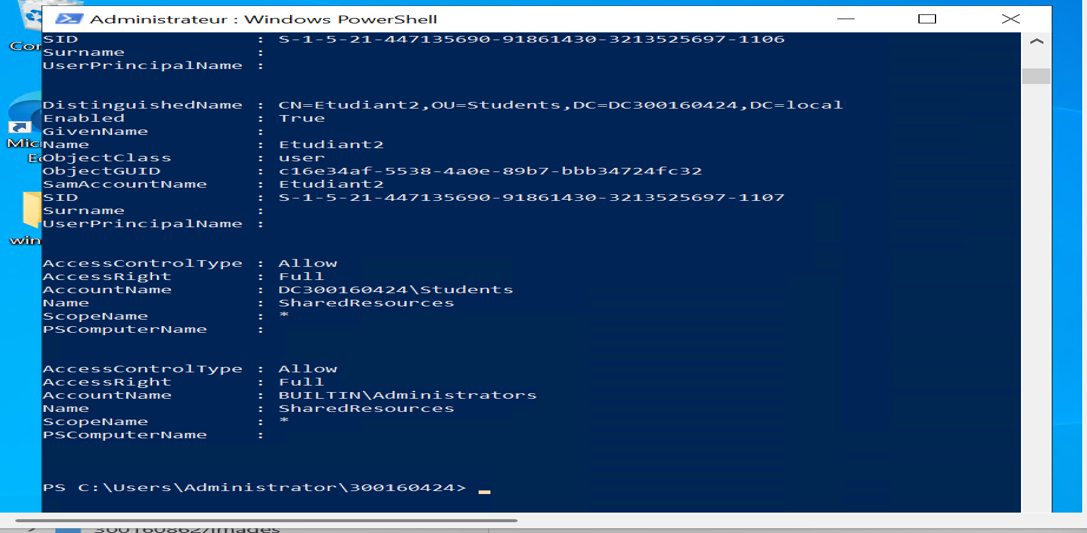 Administrateur : Windows PowerShell
SID                : S-1-5-21-447135690-91861430-3213525697-1106
Surname            :
UserPrincipalName  :
DistinguishedName  : CN=Etudiant2,OU=Students,DC=DC300160424,DC=local
Enabled            : True
GivenName          :
Name               : Etudiant2
ObjectClass        : user
ObjectGUID         : c16e34af-5538-4a0e-89b7-bbb34724fc32
SamAccountName     : Etudiant2
SID                : S-1-5-21-447135690-91861430-3213525697-1107
Surname            :
UserPrincipalName  :
AccessControlType  : Allow
AccessRight        : Full
AccountName        : DC300160424\Students
Name               : SharedResources
ScopeName          : *
PSComputerName     :
AccessControlType  : Allow
AccessRight        : Full
AccountName        : BUILTIN\Administrators
Name               : SharedResources
ScopeName          : *
PSComputerName     :
PS C:\Users\Administrator\300160424>